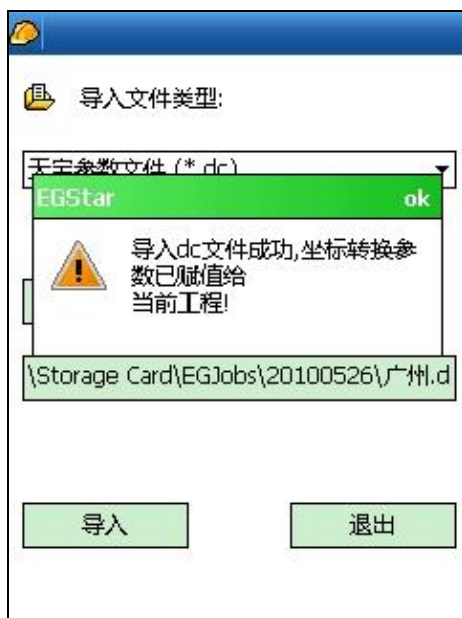 导入文件类型:
天宇参数文件 (*.dc)
EGStar ok
导入dc文件成功,坐标转换参
数已赋值给
当前工程!
\Storage Card\EGJobs\20100526\广州.d
导入 退出